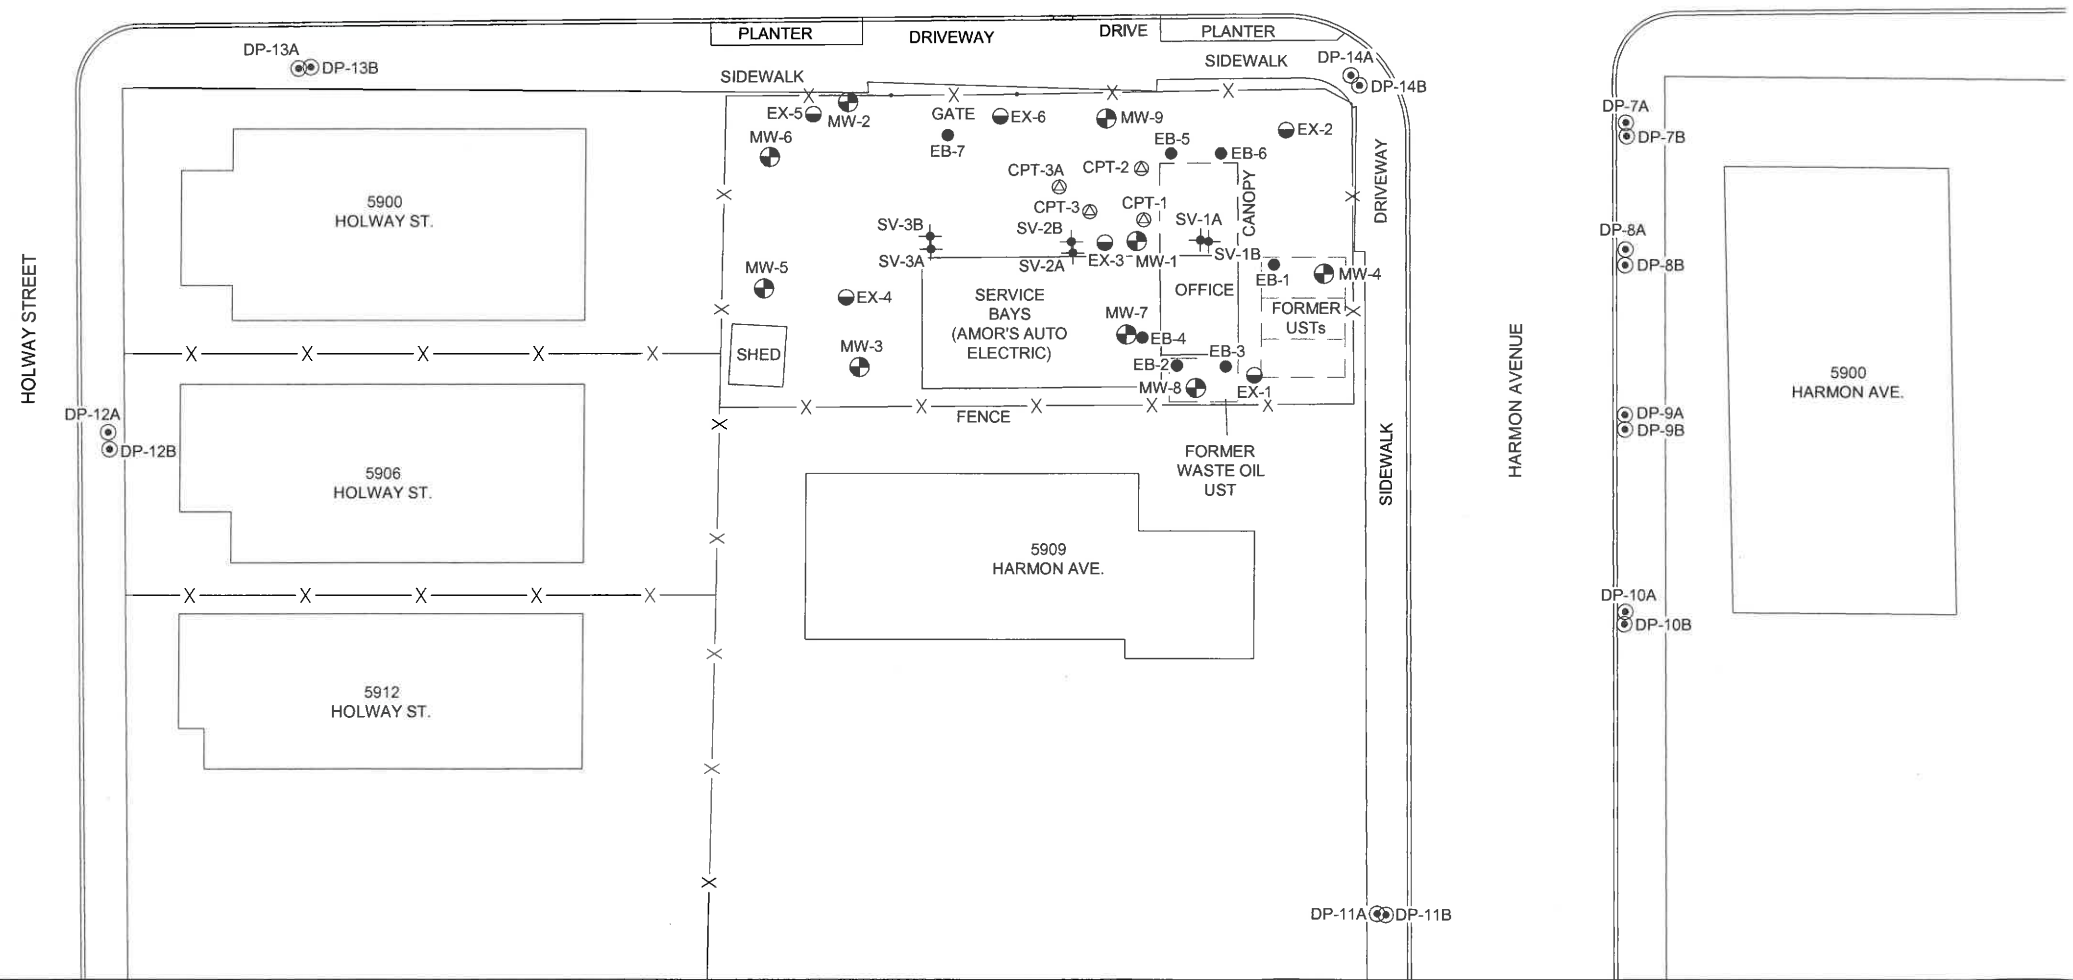 PLANTER
DRIVEWAY
DRIVE
PLANTER
DP-13A
DP-13B
SIDEWALK
SIDEWALK
DP-14A
DP-14B
X
X
X
X
EX-5
MW-2
GATE
EX-6
MW-9
EX-2
DP-7A
DP-7B
MW-6
EB-7
EB-5
EB-6
CPT-3A
CPT-2
CANOPY
DRIVEWAY
X
X
5900
HOLWAY ST.
CPT-3
CPT-1
SV-3B
SV-2B
SV-1A
SV-3A
SV-2A
EX-3
MW-1
SV-1B
DP-8A
DP-8B
MW-5
EX-4
EB-1
MW-4
HOLWAY STREET
X
X
SERVICE
BAYS
(AMOR'S AUTO
ELECTRIC)
OFFICE
FORMER
USTs
MW-7
EB-4
SHED
MW-3
EB-2
EB-3
MW-8
EX-1
X
X
X
X
X
HARMON AVENUE
5900
HARMON AVE.
X
X
X
X
X
FENCE
DP-12A
DP-12B
X
DP-9A
DP-9B
SIDEWALK
FORMER
WASTE OIL
UST
5906
HOLWAY ST.
X
5909
HARMON AVE.
X
X
X
X
X
DP-10A
DP-10B
X
5912
HOLWAY ST.
X
X
DP-11A
DP-11B